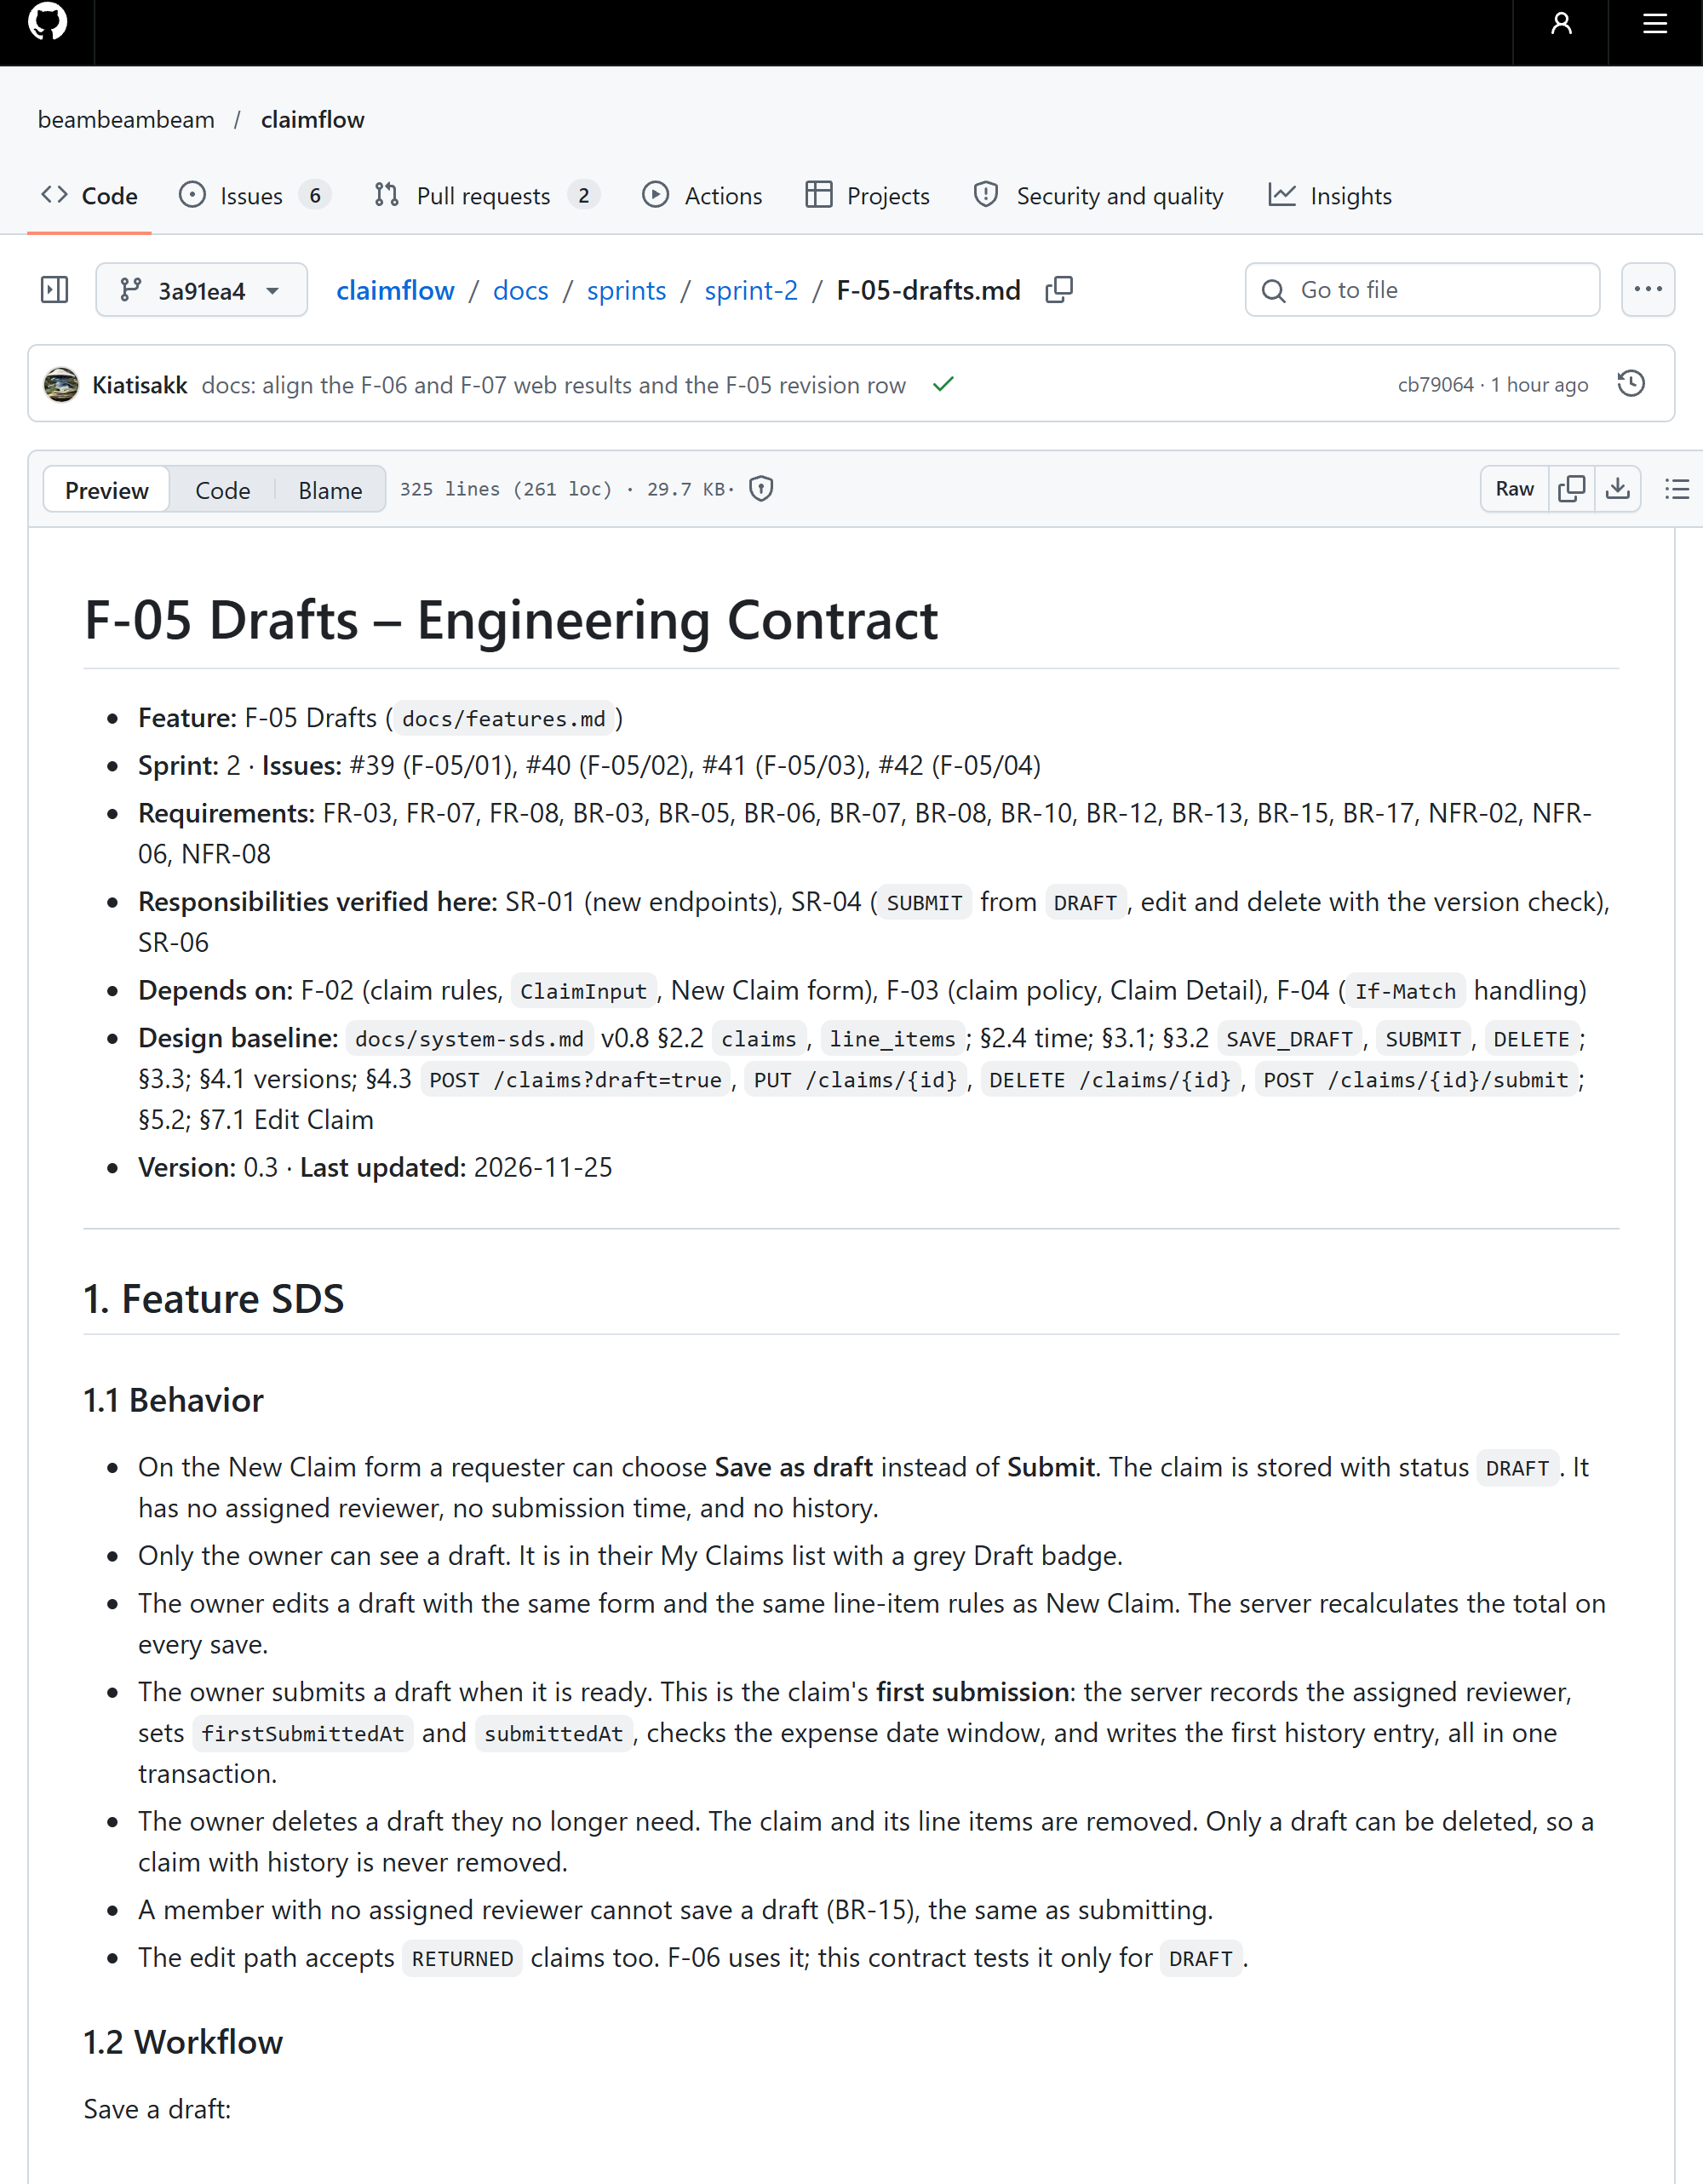 beambeambeam / claimflow
Code Issues 6 Pull requests 2 Actions Projects Security and quality Insights
3a91ea4 claimflow / docs / sprints / sprint-2 / F-05-drafts.md Go to file
Kiatisakk docs: align the F-06 and F-07 web results and the F-05 revision row cb79064 · 1 hour ago
Preview Code Blame 325 lines (261 loc) · 29.7 KB· Raw
F-05 Drafts – Engineering Contract
• Feature: F-05 Drafts (docs/features.md)
• Sprint: 2 · Issues: #39 (F-05/01), #40 (F-05/02), #41 (F-05/03), #42 (F-05/04)
• Requirements: FR-03, FR-07, FR-08, BR-03, BR-05, BR-06, BR-07, BR-08, BR-10, BR-12, BR-13, BR-15, BR-17, NFR-02, NFR-
06, NFR-08
• Responsibilities verified here: SR-01 (new endpoints), SR-04 (SUBMIT from DRAFT, edit and delete with the version check),
SR-06
• Depends on: F-02 (claim rules, ClaimInput, New Claim form), F-03 (claim policy, Claim Detail), F-04 (If-Match handling)
• Design baseline: docs/system-sds.md v0.8 §2.2 claims, line_items; §2.4 time; §3.1; §3.2 SAVE_DRAFT, SUBMIT, DELETE;
§3.3; §4.1 versions; §4.3 POST /claims?draft=true, PUT /claims/{id}, DELETE /claims/{id}, POST /claims/{id}/submit;
§5.2; §7.1 Edit Claim
• Version: 0.3 · Last updated: 2026-11-25
1. Feature SDS
1.1 Behavior
• On the New Claim form a requester can choose Save as draft instead of Submit. The claim is stored with status DRAFT. It
has no assigned reviewer, no submission time, and no history.
• Only the owner can see a draft. It is in their My Claims list with a grey Draft badge.
• The owner edits a draft with the same form and the same line-item rules as New Claim. The server recalculates the total on
every save.
• The owner submits a draft when it is ready. This is the claim's first submission: the server records the assigned reviewer,
sets firstSubmittedAt and submittedAt, checks the expense date window, and writes the first history entry, all in one
transaction.
• The owner deletes a draft they no longer need. The claim and its line items are removed. Only a draft can be deleted, so a
claim with history is never removed.
• A member with no assigned reviewer cannot save a draft (BR-15), the same as submitting.
• The edit path accepts RETURNED claims too. F-06 uses it; this contract tests it only for DRAFT.
1.2 Workflow
Save a draft: